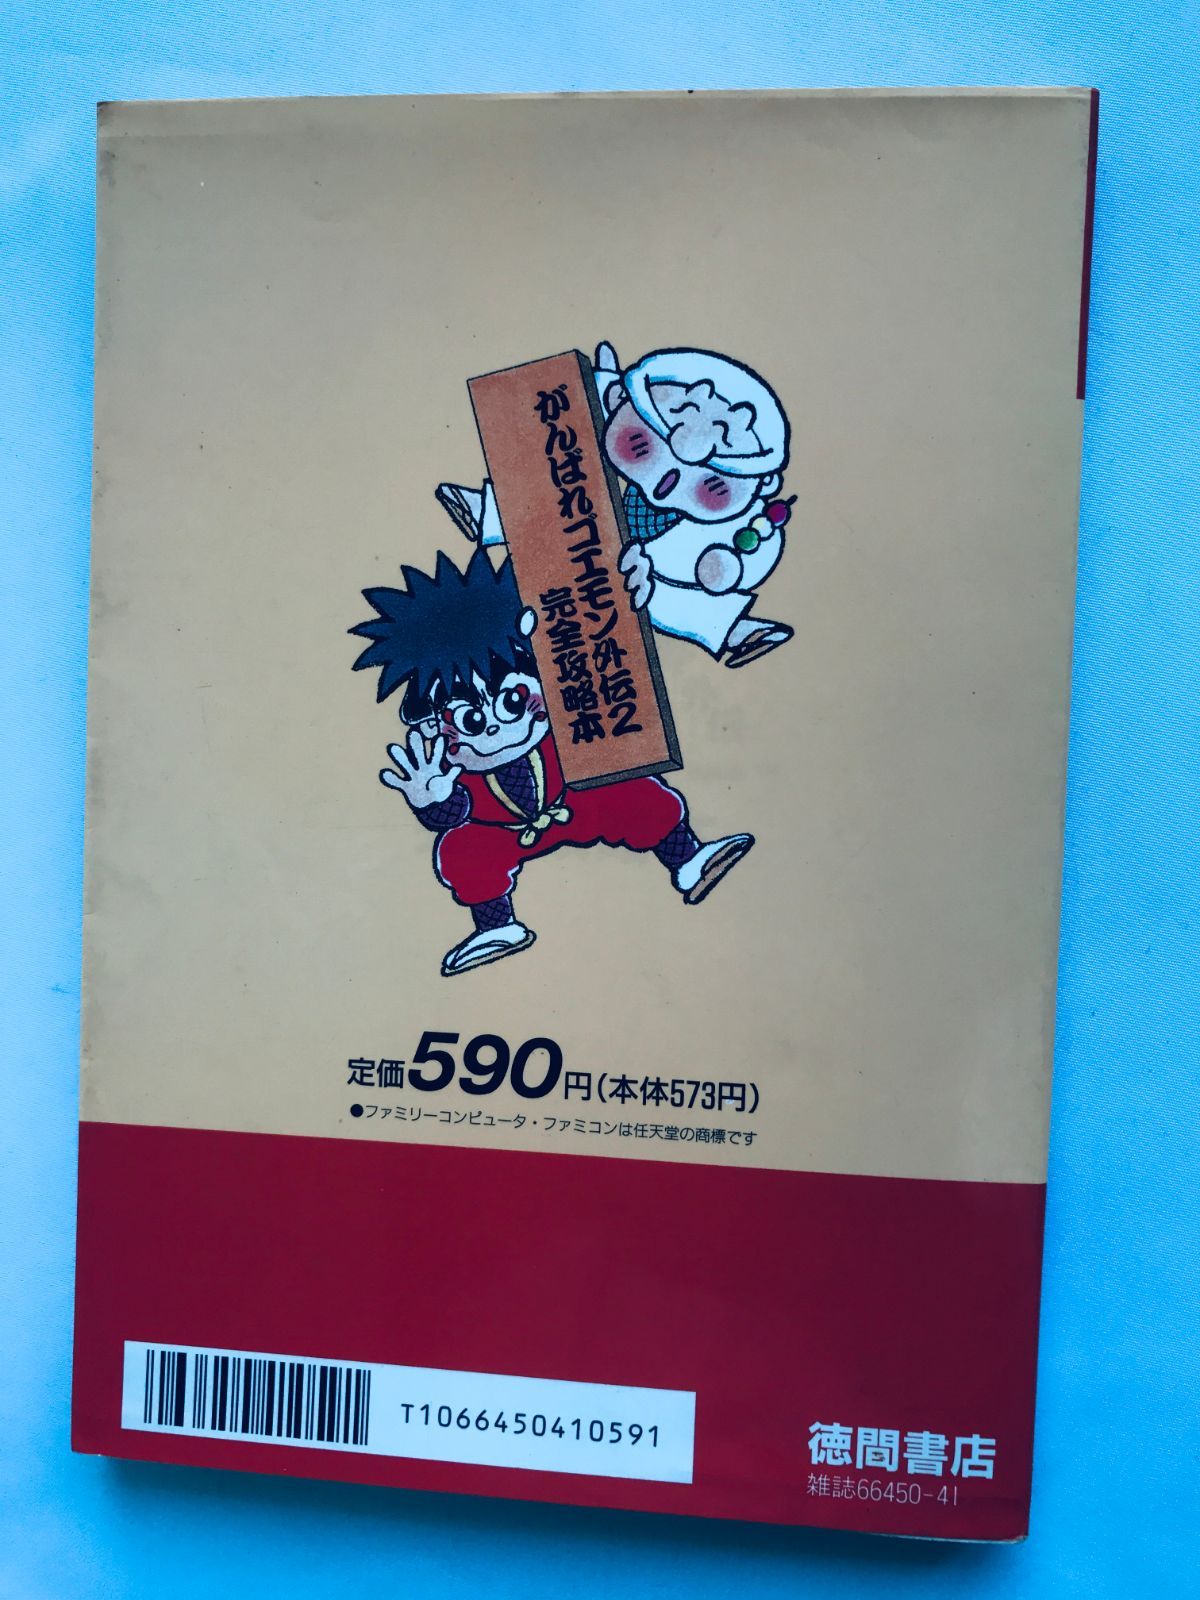 がんばれゴエモン外伝2
完全攻略本
定価590円(本体573円)
●ファミリーコンピュータ・ファミコンは任天堂の商標です
T1066450410591
徳間書店
雑誌66450-41